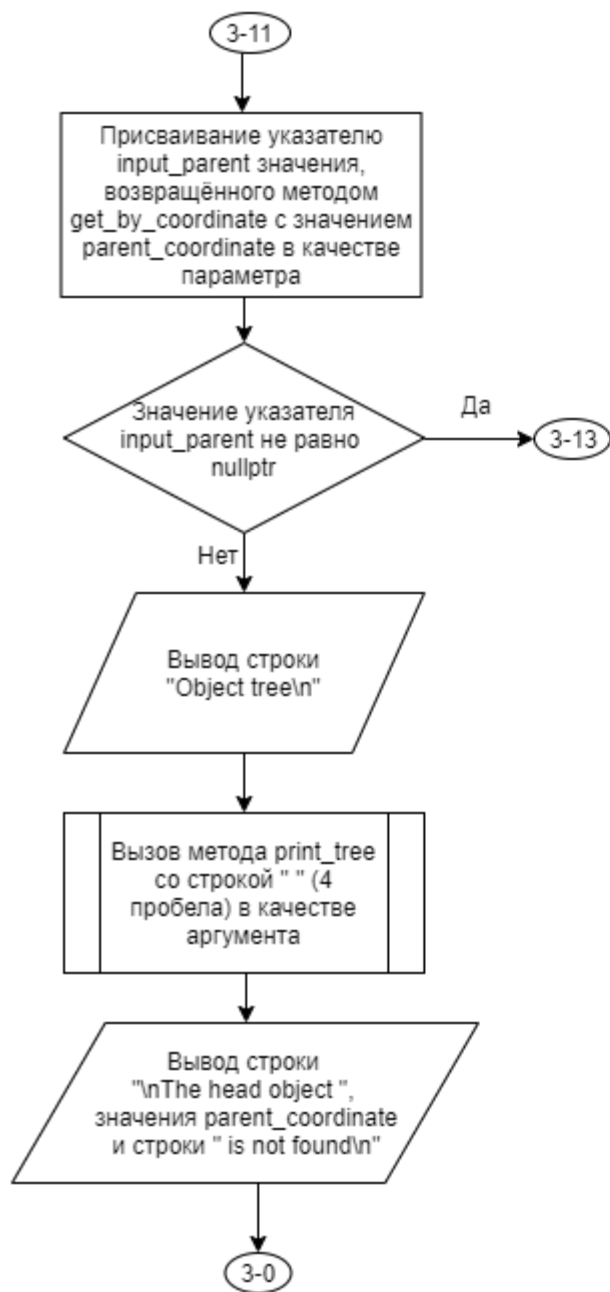 3-11
Присваивание указателю
input_parent значения,
возвращённого методом
get_by_coordinate с значением
parent_coordinate в качестве
параметра
Значение указателя
input_parent не равно
nullptr
Да
3-13
Нет
Вывод строки
"Object tree\n"
Вызов метода print_tree
со строкой " " (4
пробела) в качестве
аргумента
Вывод строки
"\nThe head object ",
значения parent_coordinate
и строки " is not found\n"
3-0